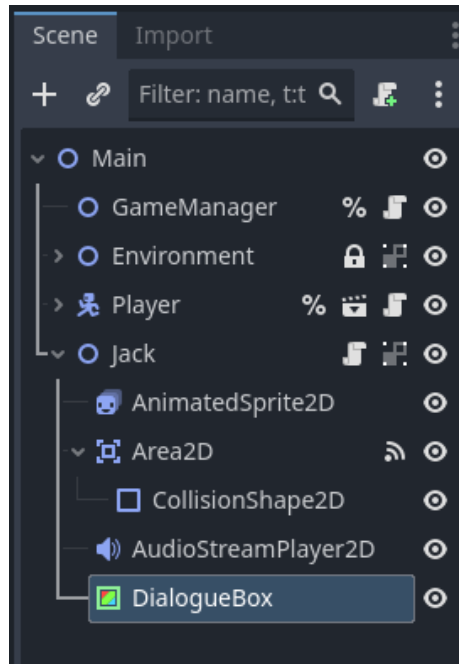 Scene Import
Filter: name, t:t
Main
GameManager %
Environment
Player %
Jack
AnimatedSprite2D
Area2D
CollisionShape2D
AudioStreamPlayer2D
DialogueBox